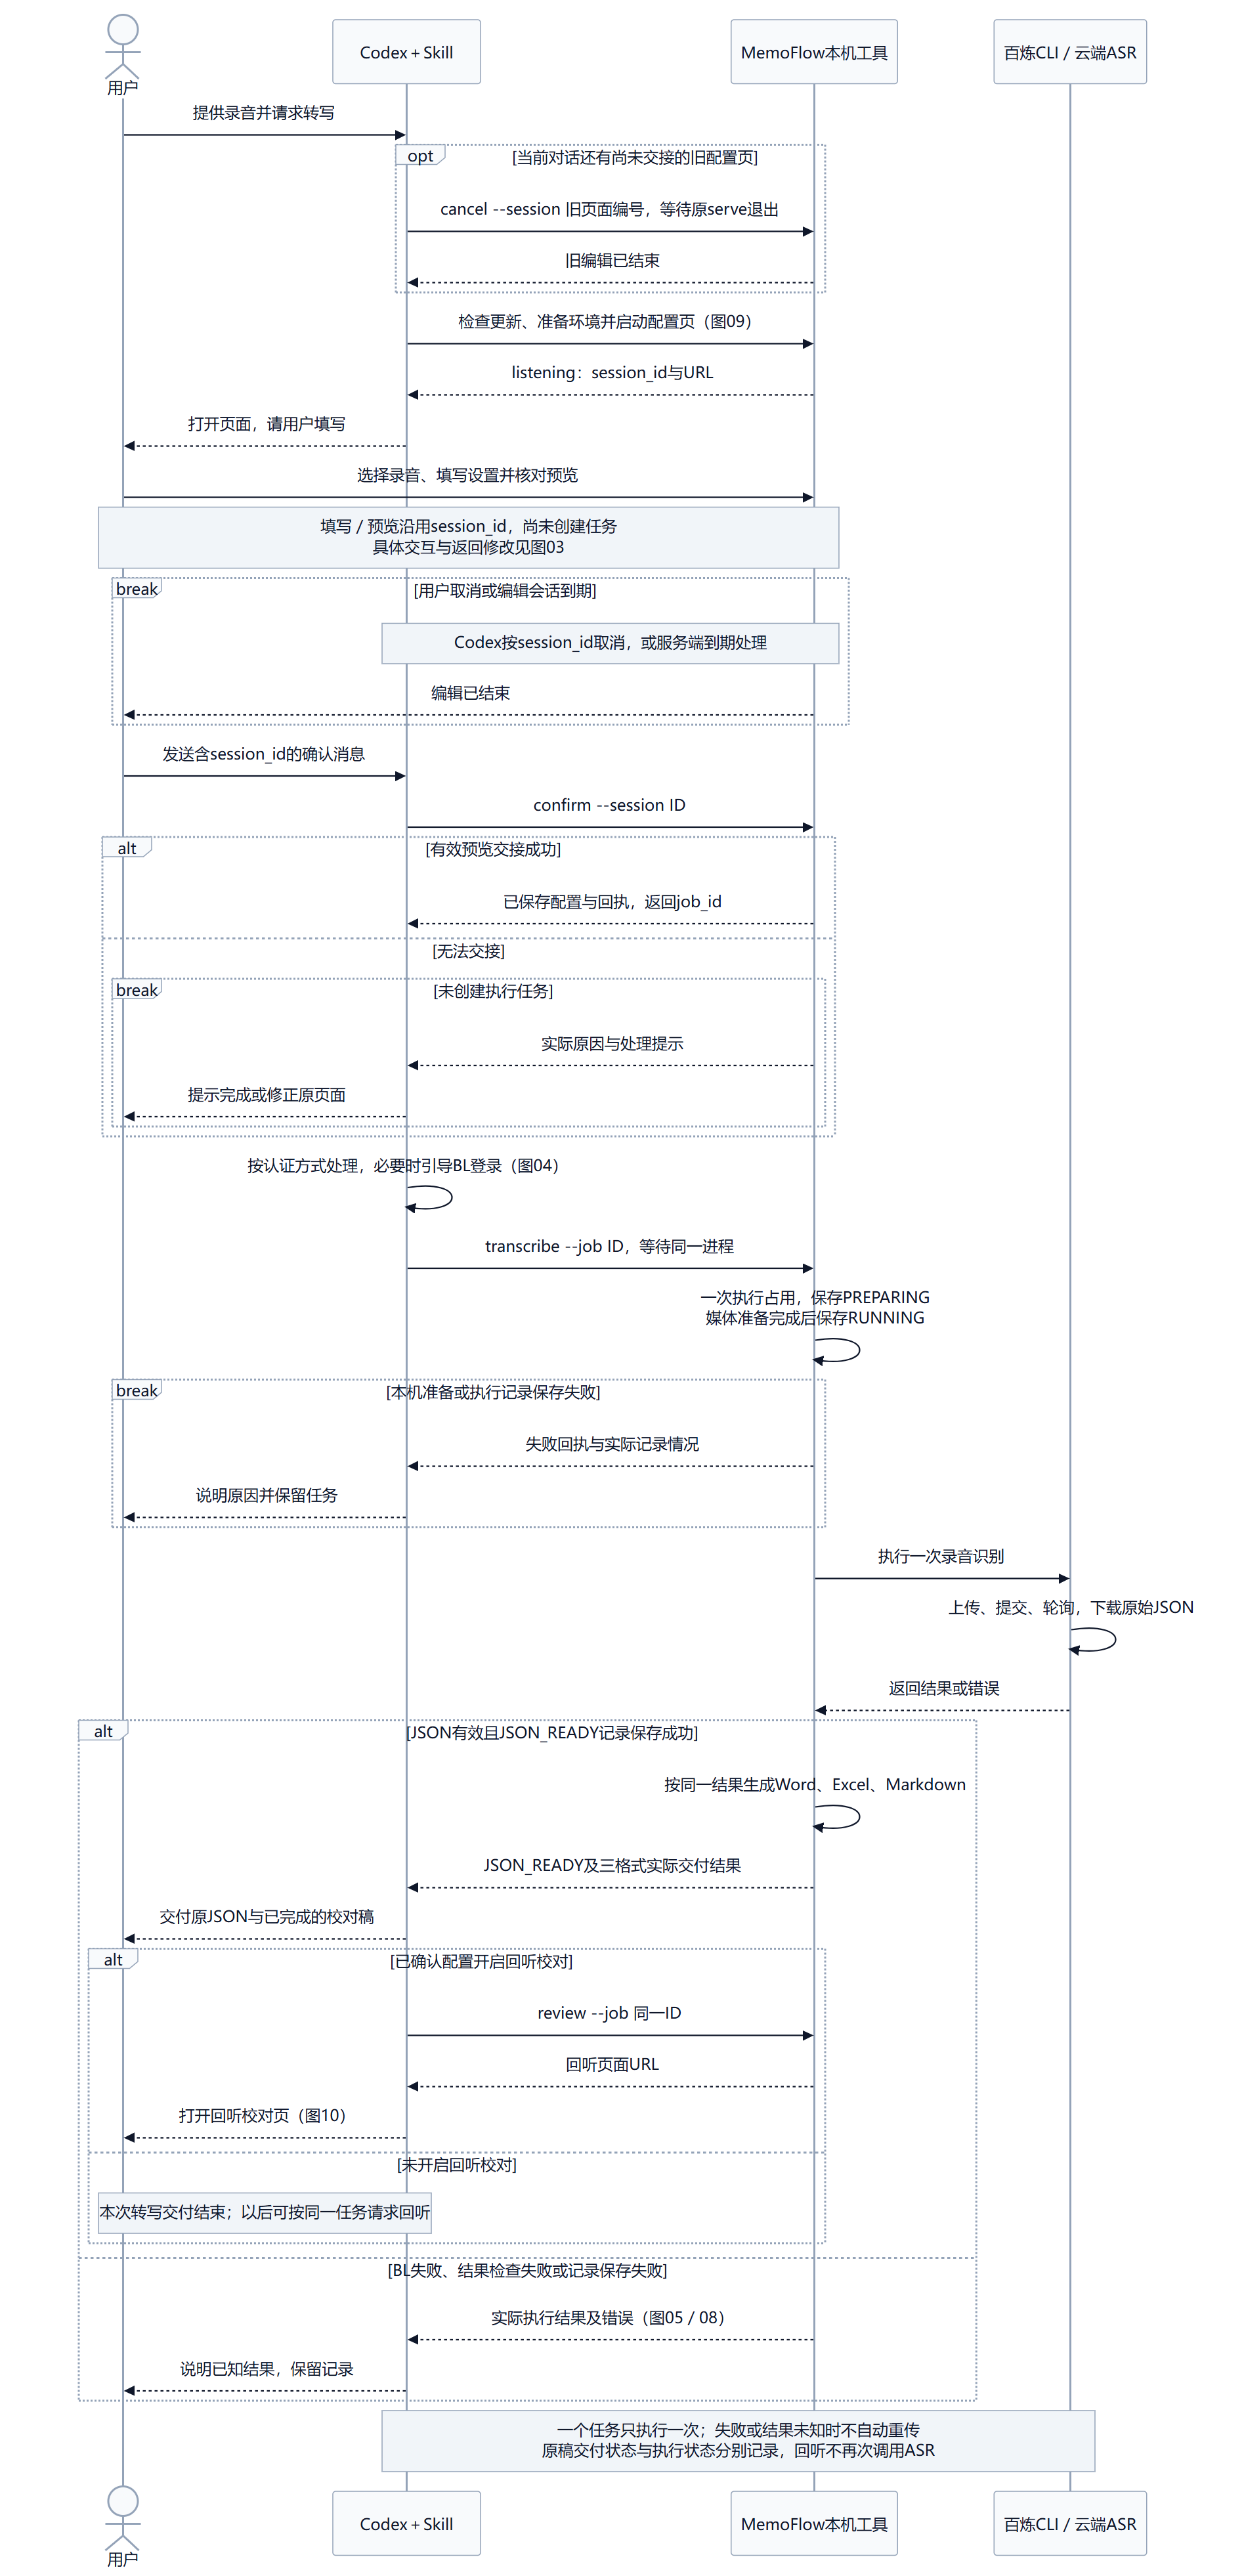 用户
Codex + Skill
MemoFlow本机工具
百炼CLI / 云端ASR
提供录音并请求转写
opt
[当前对话还有尚未交接的旧配置页]
cancel --session 旧页面编号，等待原serve退出
旧编辑已结束
检查更新、准备环境并启动配置页（图09）
listening：session_id与URL
打开页面，请用户填写
选择录音、填写设置并核对预览
填写 / 预览沿用session_id，尚未创建任务
具体交互与返回修改见图03
break
[用户取消或编辑会话到期]
Codex按session_id取消，或服务端到期处理
编辑已结束
发送含session_id的确认消息
confirm --session ID
alt
[有效预览交接成功]
已保存配置与回执，返回job_id
[无法交接]
break
[未创建执行任务]
实际原因与处理提示
提示完成或修正原页面
按认证方式处理，必要时引导BL登录（图04）
transcribe --job ID，等待同一进程
一次执行占用，保存PREPARING
媒体准备完成后保存RUNNING
break
[本机准备或执行记录保存失败]
失败回执与实际记录情况
说明原因并保留任务
执行一次录音识别
上传、提交、轮询，下载原始JSON
返回结果或错误
alt
[JSON有效且JSON_READY记录保存成功]
按同一结果生成Word、Excel、Markdown
JSON_READY及三格式实际交付结果
交付原JSON与已完成的校对稿
alt
[已确认配置开启回听校对]
review --job 同一ID
回听页面URL
打开回听校对页（图10）
[未开启回听校对]
本次转写交付结束；以后可按同一任务请求回听
[BL失败、结果检查失败或记录保存失败]
实际执行结果及错误（图05 / 08）
说明已知结果，保留记录
一个任务只执行一次；失败或结果未知时不自动重传
原稿交付状态与执行状态分别记录，回听不再次调用ASR
用户
Codex + Skill
MemoFlow本机工具
百炼CLI / 云端ASR